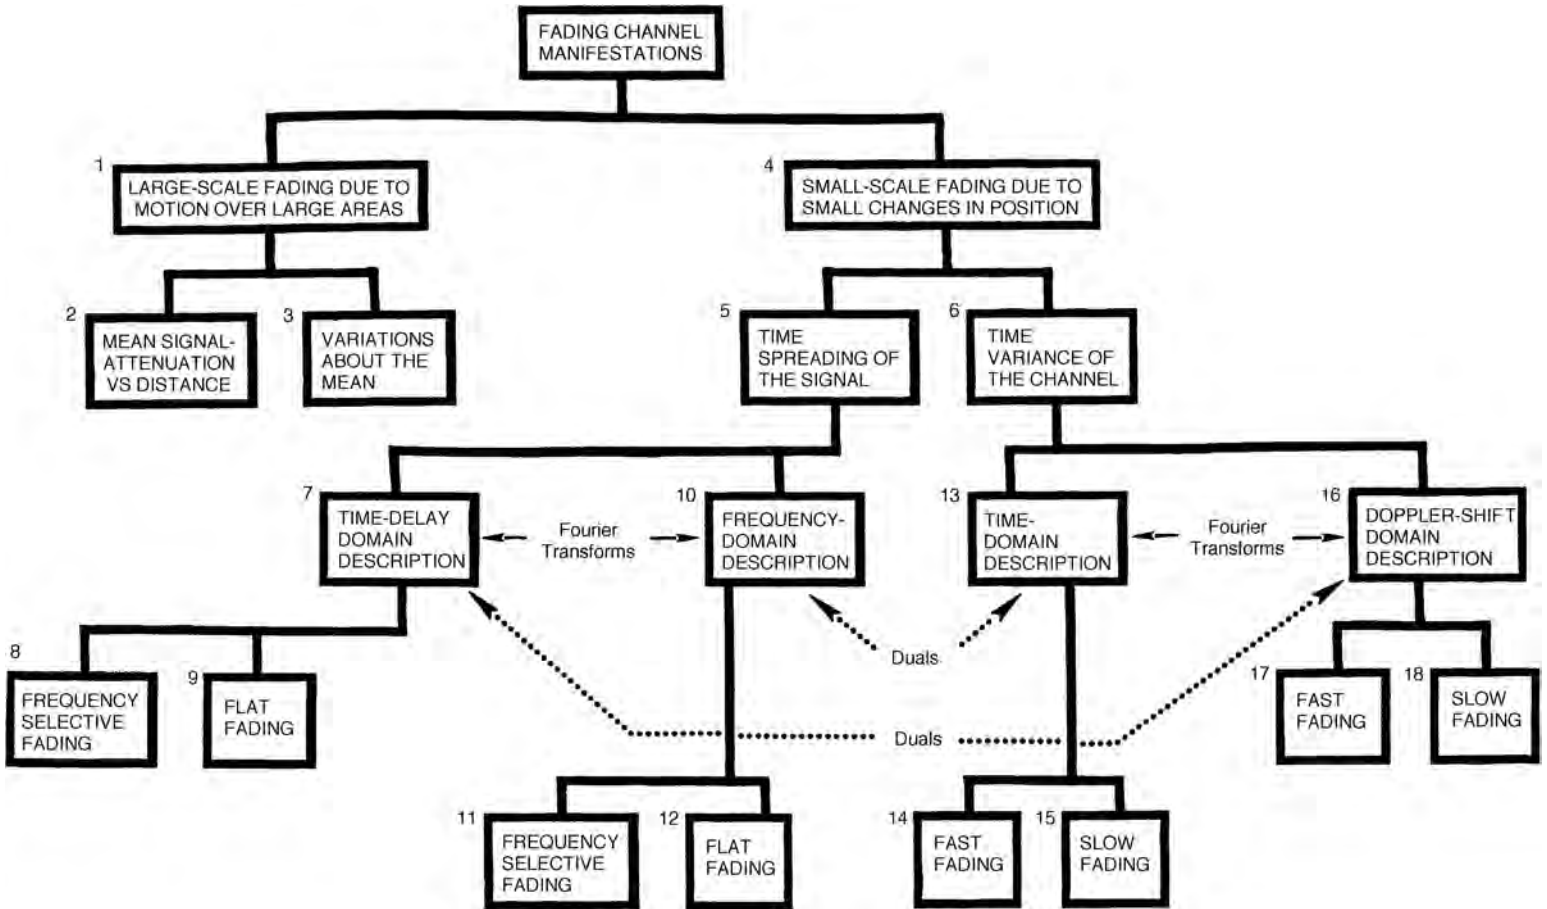 FADING CHANNEL
MANIFESTATIONS
1
LARGE-SCALE FADING DUE TO
MOTION OVER LARGE AREAS
4
SMALL-SCALE FADING DUE TO
SMALL CHANGES IN POSITION
2
MEAN SIGNAL-
ATTENUATION
VS DISTANCE
3
VARIATIONS
ABOUT THE
MEAN
5
TIME
SPREADING OF
THE SIGNAL
6
TIME
VARIANCE OF
THE CHANNEL
7
TIME-DELAY
DOMAIN
DESCRIPTION
Fourier
Transforms
10
FREQUENCY-
DOMAIN
DESCRIPTION
13
TIME-
DOMAIN
DESCRIPTION
Fourier
Transforms
16
DOPPLER-SHIFT
DOMAIN
DESCRIPTION
Duals
Duals
8
FREQUENCY
SELECTIVE
FADING
9
FLAT
FADING
17
FAST
FADING
18
SLOW
FADING
11
FREQUENCY
SELECTIVE
FADING
12
FLAT
FADING
14
FAST
FADING
15
SLOW
FADING